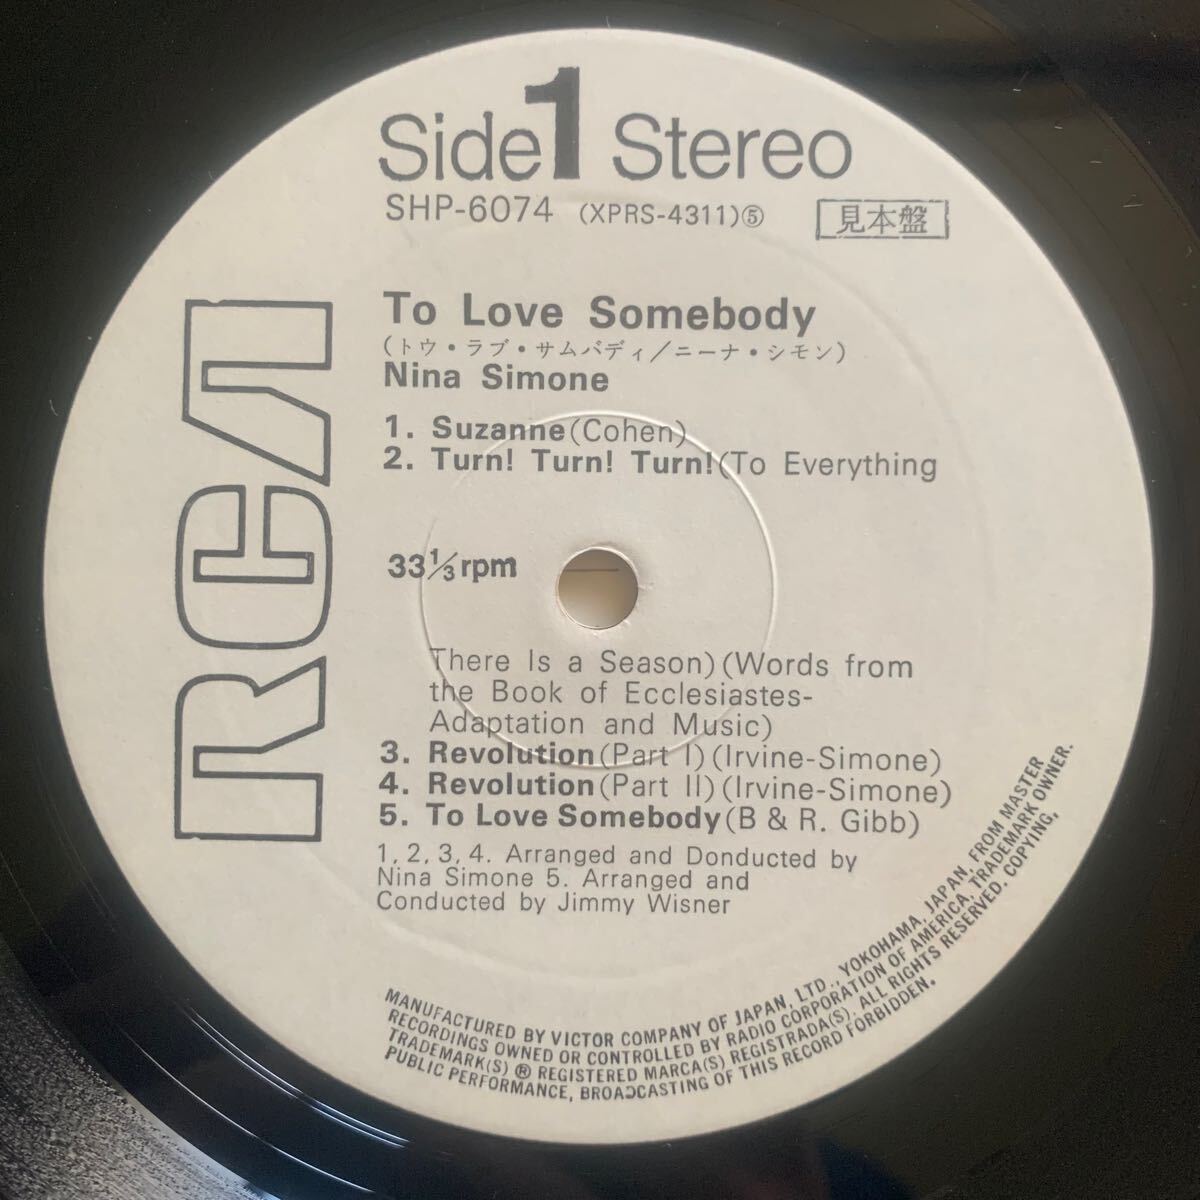 Side 1 Stereo
SHP-6074 (XPRS-4311)⑤ 見本盤
RCA
To Love Somebody
(トウ・ラブ・サムバディ／ニーナ・シモン)
Nina Simone
1. Suzanne(Cohen)
2. Turn! Turn! Turn!(To Everything
33⅓ rpm
There Is a Season)(Words from
the Book of Ecclesiastes-
Adaptation and Music)
3. Revolution(Part I)(Irvine-Simone)
4. Revolution(Part II)(Irvine-Simone)
5. To Love Somebody(B & R. Gibb)
1, 2, 3, 4. Arranged and Donducted by
Nina Simone 5. Arranged and
Conducted by Jimmy Wisner
MANUFACTURED BY VICTOR COMPANY OF JAPAN, LTD., YOKOHAMA, JAPAN, FROM MASTER
RECORDINGS OWNED OR CONTROLLED BY RADIO CORPORATION OF AMERICA, TRADEMARK OWNER.
TRADEMARK(S) ® REGISTERED MARCA(S) REGISTRADA(S). ALL RIGHTS RESERVED. COPYING,
PUBLIC PERFORMANCE, BROADCASTING OF THIS RECORD FORBIDDEN.